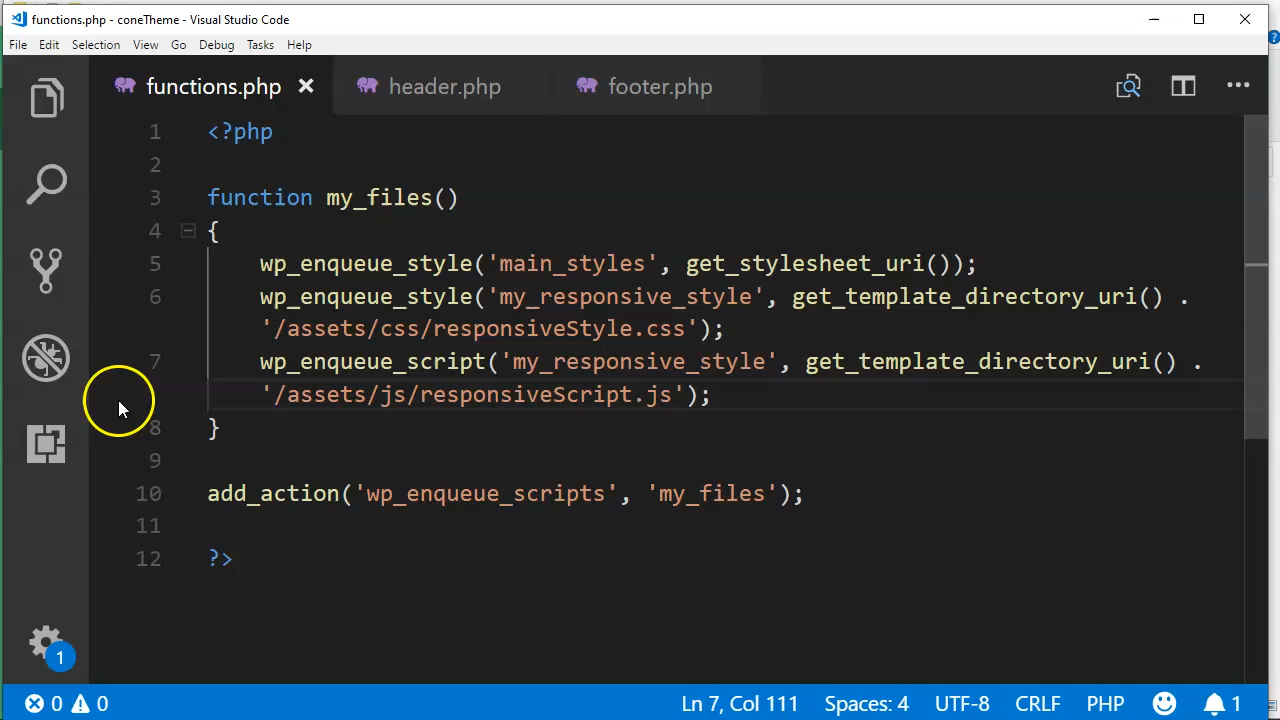 functions.php - coneTheme - Visual Studio Code
File Edit Selection View Go Debug Tasks Help
functions.php header.php footer.php
1 <?php
2
3 function my_files()
4 {
5 wp_enqueue_style('main_styles', get_stylesheet_uri());
6 wp_enqueue_style('my_responsive_style', get_template_directory_uri() .
'/assets/css/responsiveStyle.css');
7 wp_enqueue_script('my_responsive_style', get_template_directory_uri() .
'/assets/js/responsiveScript.js');
8 }
9
10 add_action('wp_enqueue_scripts', 'my_files');
11
12 ?>
1
0 0 Ln 7, Col 111 Spaces: 4 UTF-8 CRLF PHP 1